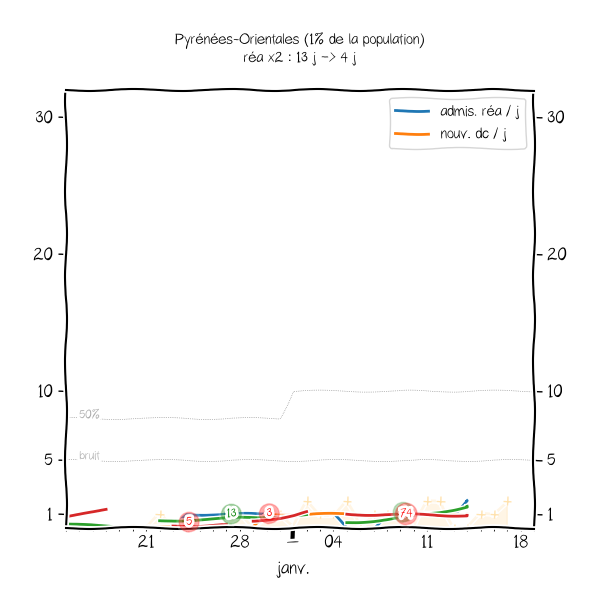 Pyrénées-Orientales (1% de la population)
réa x2 : 13 j -> 4 j
admis. réa / j
nouv. dc / j
30 30
20 20
10 10
50%
bruit
5 5
1 1
5 13 3
21 28 04 11 18
janv.